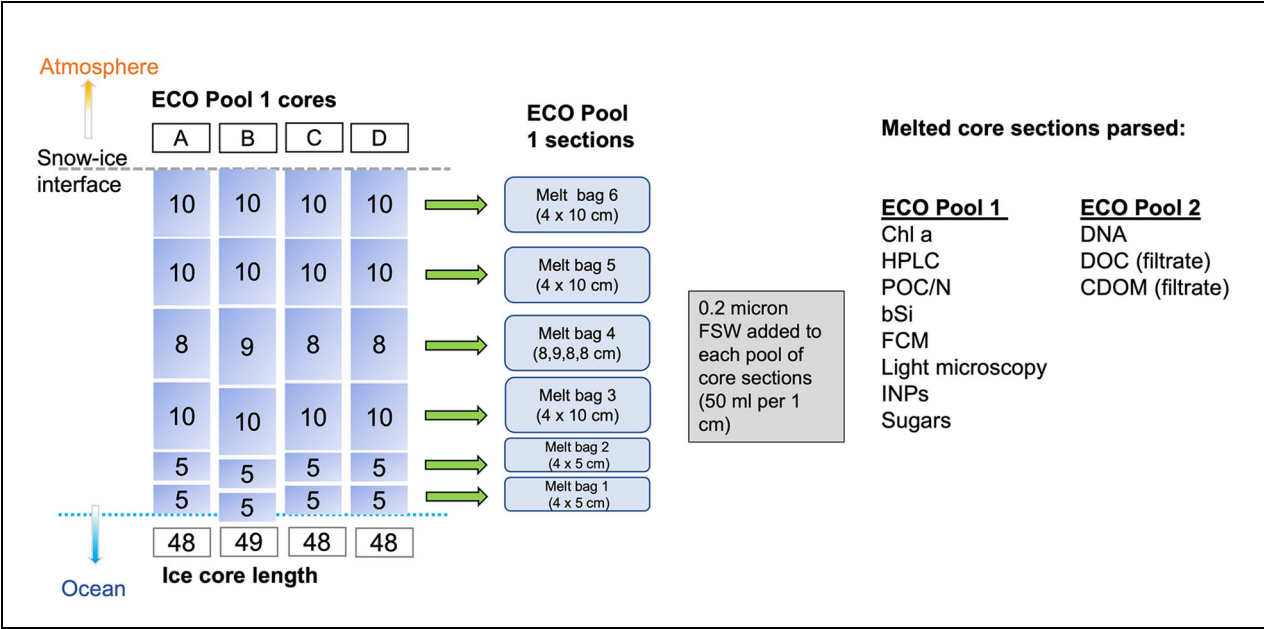 Atmosphere
ECO Pool 1 cores
A B C D
Snow-ice
interface
10 10 10 10
10 10 10 10
8 9 8 8
10 10 10 10
5 5 5 5
5 5 5 5
48 49 48 48
Ice core length
Ocean
ECO Pool
1 sections
Melt bag 6
(4 x 10 cm)
Melt bag 5
(4 x 10 cm)
Melt bag 4
(8,9,8,8 cm)
Melt bag 3
(4 x 10 cm)
Melt bag 2
(4 x 5 cm)
Melt bag 1
(4 x 5 cm)
0.2 micron
FSW added to
each pool of
core sections
(50 ml per 1
cm)
Melted core sections parsed:
ECO Pool 1
Chl a
HPLC
POC/N
bSi
FCM
Light microscopy
INPs
Sugars
ECO Pool 2
DNA
DOC (filtrate)
CDOM (filtrate)